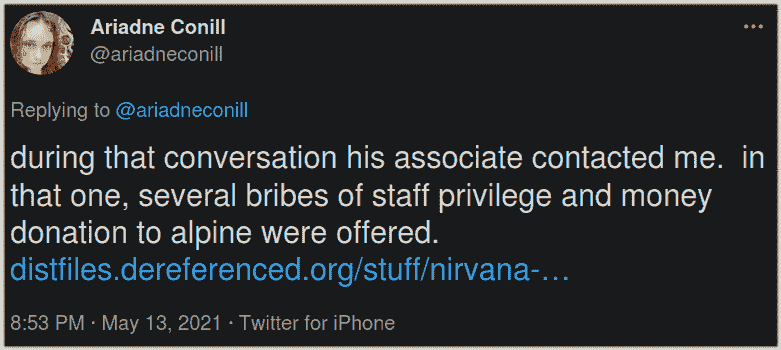 Ariadne Conill
@ariadneconill
Replying to @ariadneconill
during that conversation his associate contacted me.  in
that one, several bribes of staff privilege and money
donation to alpine were offered.
distfiles.dereferenced.org/stuff/nirvana-…
8:53 PM · May 13, 2021 · Twitter for iPhone